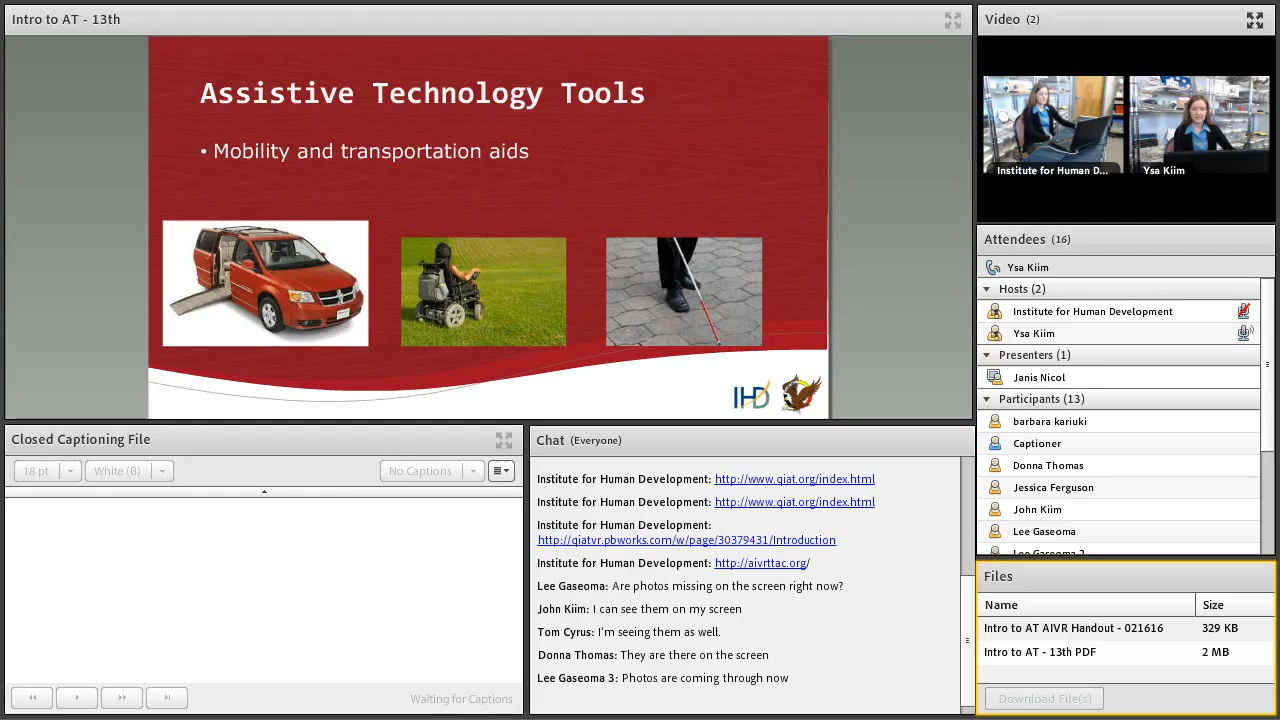 Intro to AT - 13th
Assistive Technology Tools
• Mobility and transportation aids
IHD
Video (2)
Institute for Human D...
Ysa Kiim
Attendees (16)
Ysa Kiim
Hosts (2)
Institute for Human Development
Ysa Kiim
Presenters (1)
Janis Nicol
Participants (13)
barbara kariuki
Captioner
Donna Thomas
Jessica Ferguson
John Kiim
Lee Gaseoma
Lee Gaseoma 2
Closed Captioning File
18 pt
White (B)
No Captions
Waiting for Captions
Chat (Everyone)
Institute for Human Development: http://www.qiat.org/index.html
Institute for Human Development: http://www.qiat.org/index.html
Institute for Human Development:
http://qiatvr.pbworks.com/w/page/30379431/Introduction
Institute for Human Development: http://aivrttac.org/
Lee Gaseoma: Are photos missing on the screen right now?
John Kiim: I can see them on my screen
Tom Cyrus: I'm seeing them as well.
Donna Thomas: They are there on the screen
Lee Gaseoma 3: Photos are coming through now
Files
Name Size
Intro to AT AIVR Handout - 021616 329 KB
Intro to AT - 13th PDF 2 MB
Download File(s)